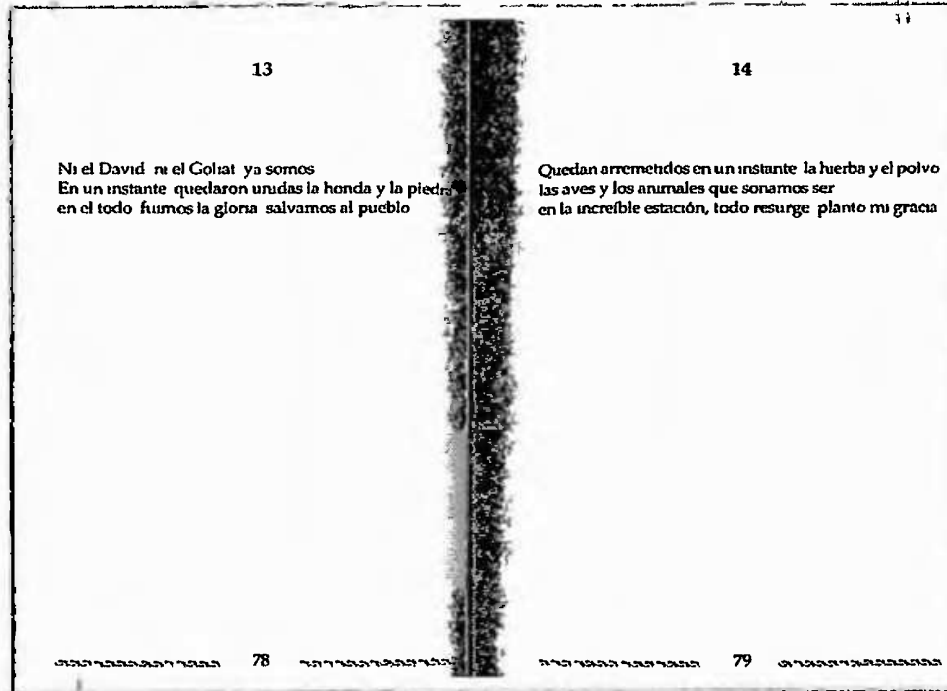 13
Ni el David ni el Goliat ya somos
En un instante quedaron unidas la honda y la piedra
en el todo fuimos la gloria salvamos al pueblo
78
14
Quedan arremetidos en un instante la hierba y el polvo
las aves y los animales que sonamos ser
en la increíble estación, todo resurge planto mi gracia
79